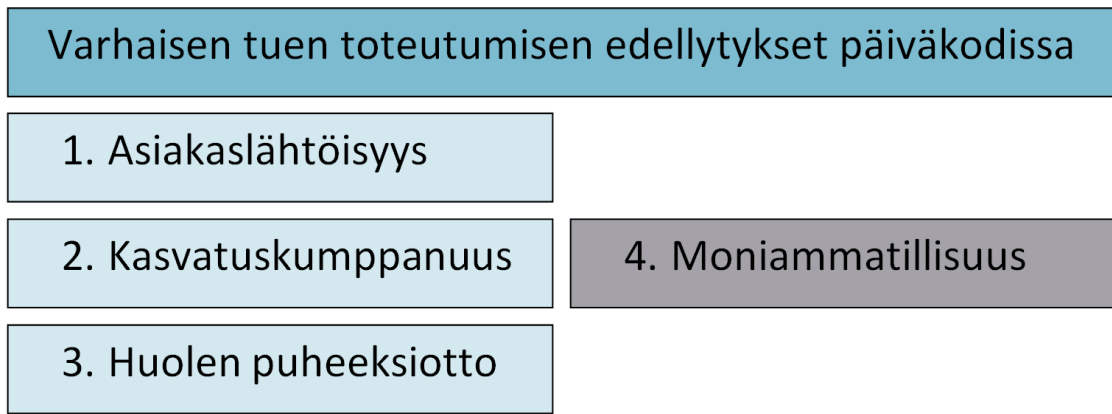 Varhaisen tuen toteutumisen edellytykset päiväkodissa
1. Asiakaslähtöisyys
2. Kasvatuskumppanuus
4. Moniammatillisuus
3. Huolen puheeksiotto